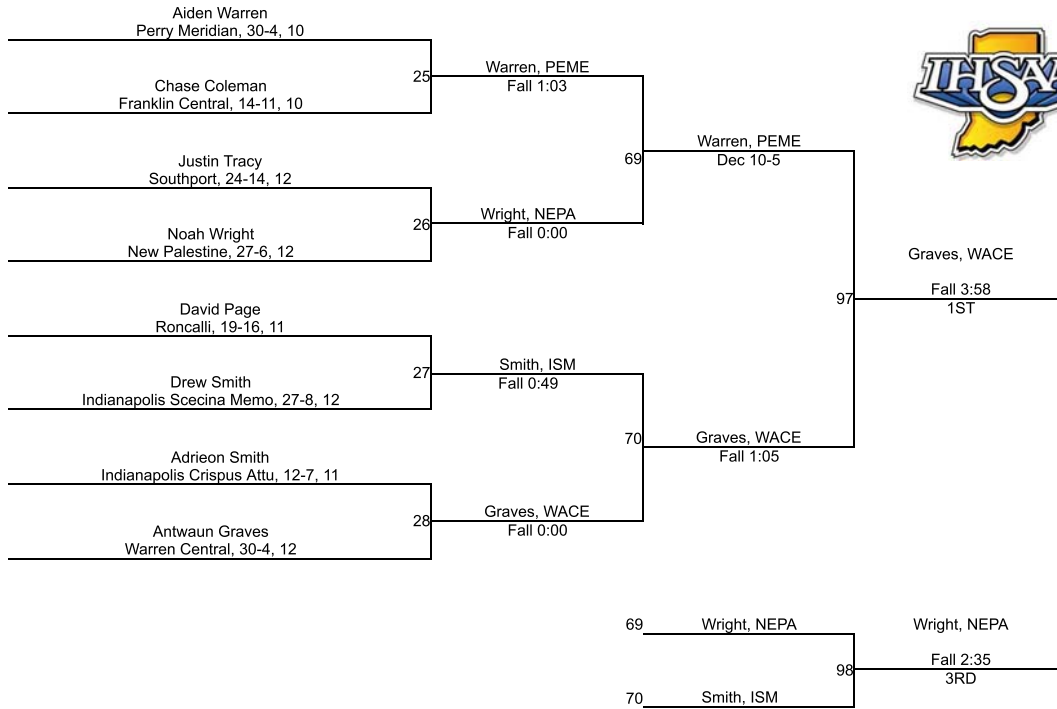 Aiden Warren
Perry Meridian, 30-4, 10
25
Chase Coleman
Franklin Central, 14-11, 10
Warren, PEME
Fall 1:03
Justin Tracy
Southport, 24-14, 12
26
Noah Wright
New Palestine, 27-6, 12
Wright, NEPA
Fall 0:00
69
Warren, PEME
Dec 10-5
David Page
Roncalli, 19-16, 11
27
Drew Smith
Indianapolis Scecina Memo, 27-8, 12
Smith, ISM
Fall 0:49
Adrieon Smith
Indianapolis Crispus Attu, 12-7, 11
28
Antwaun Graves
Warren Central, 30-4, 12
Graves, WACE
Fall 0:00
70
Graves, WACE
Fall 1:05
97
Graves, WACE
Fall 3:58
1ST
IHSAA
69
Wright, NEPA
70
Smith, ISM
98
Wright, NEPA
Fall 2:35
3RD